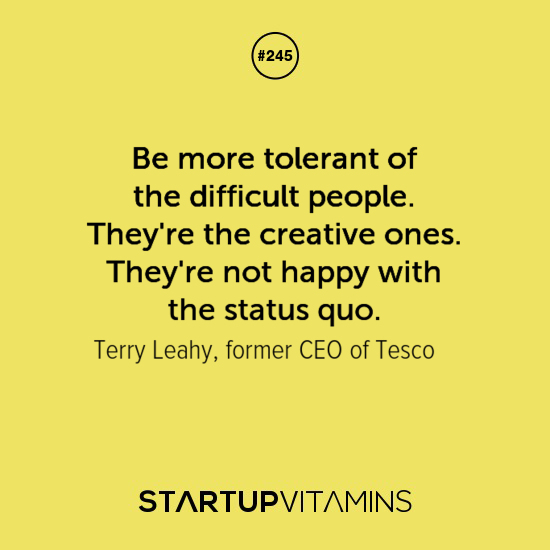 #245
Be more tolerant of
the difficult people.
They're the creative ones.
They're not happy with
the status quo.
Terry Leahy, former CEO of Tesco
STARTUPVITAMINS